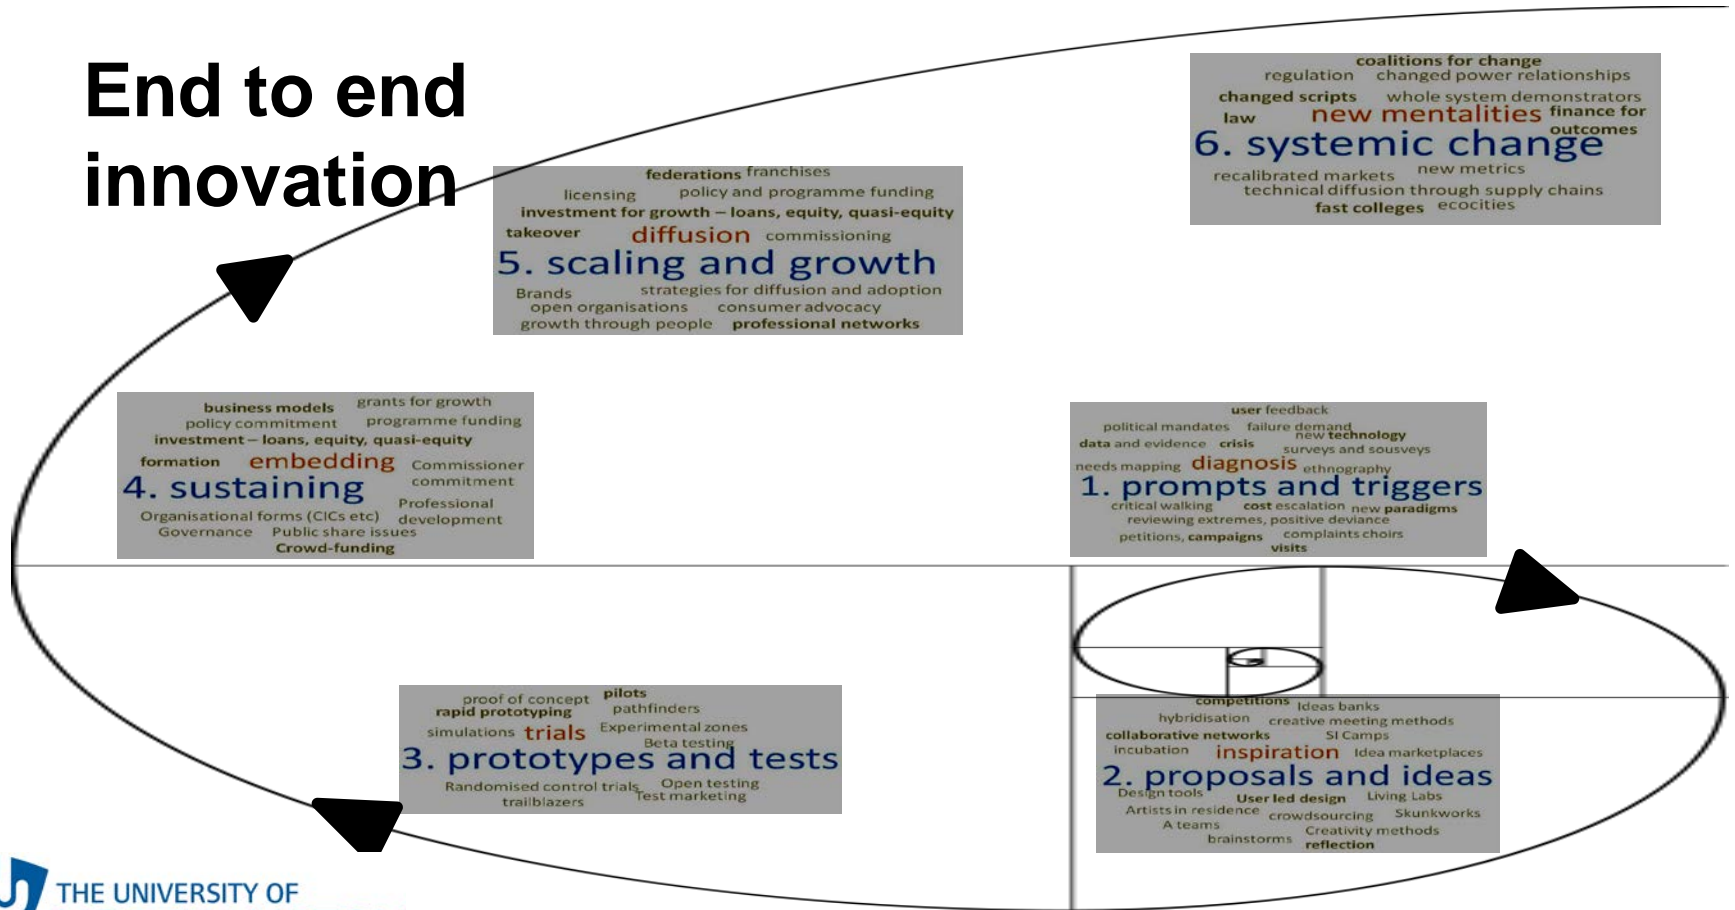 End to end
innovation
coalitions for change
regulation changed power relationships
changed scripts whole system demonstrators
law new mentalities finance for
outcomes
6. systemic change
recalibrated markets new metrics
technical diffusion through supply chains
fast colleges ecocities
federations franchises
licensing policy and programme funding
investment for growth – loans, equity, quasi-equity
takeover diffusion commissioning
5. scaling and growth
Brands strategies for diffusion and adoption
open organisations consumer advocacy
growth through people professional networks
business models grants for growth
policy commitment programme funding
investment – loans, equity, quasi-equity
formation embedding Commissioner
commitment
4. sustaining
Professional
Organisational forms (CICs etc) development
Governance Public share issues
Crowd-funding
user feedback
political mandates failure demand
new technology
data and evidence crisis
surveys and sousveys
needs mapping diagnosis ethnography
1. prompts and triggers
critical walking cost escalation new paradigms
reviewing extremes, positive deviance
petitions, campaigns complaints choirs
visits
proof of concept pilots
rapid prototyping pathfinders
simulations trials Experimental zones
Beta testing
3. prototypes and tests
Randomised control trials Open testing
trailblazers Test marketing
competitions Ideas banks
hybridisation creative meeting methods
collaborative networks SI Camps
incubation inspiration Idea marketplaces
2. proposals and ideas
Design tools User led design Living Labs
Artists in residence crowdsourcing Skunkworks
A teams Creativity methods
brainstorms reflection
THE UNIVERSITY OF